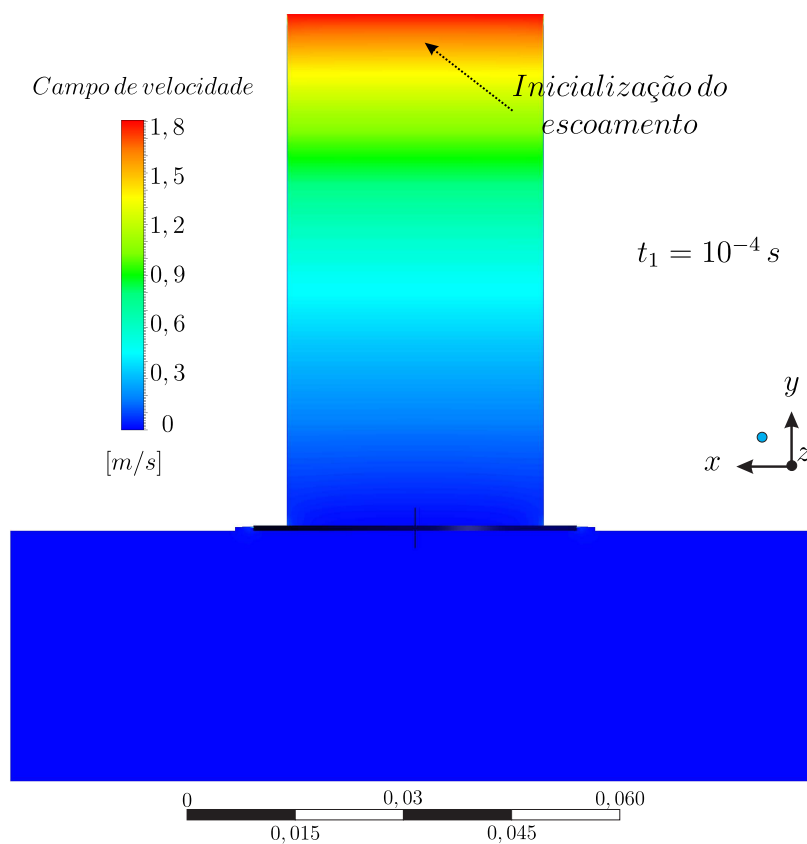 Campo de velocidade
1,8
1,5
1,2
0,9
0,6
0,3
0
[m/s]
Inicialização do
escoamento
t₁ = 10⁻⁴ s
y
x
z
0
0,03
0,060
0,015
0,045